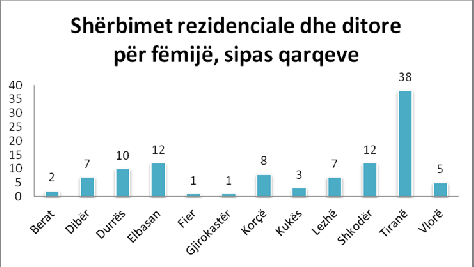 Shërbimet rezidenciale dhe ditore
për fëmijë, sipas qarqeve
40
35
30
25
20
15
10
5
0
2
7
10
12
1
1
8
3
7
12
38
5
Berat
Dibër
Durrës
Elbasan
Fier
Gjirokastër
Korçë
Kukës
Lezhë
Shkodër
Tiranë
Vlorë